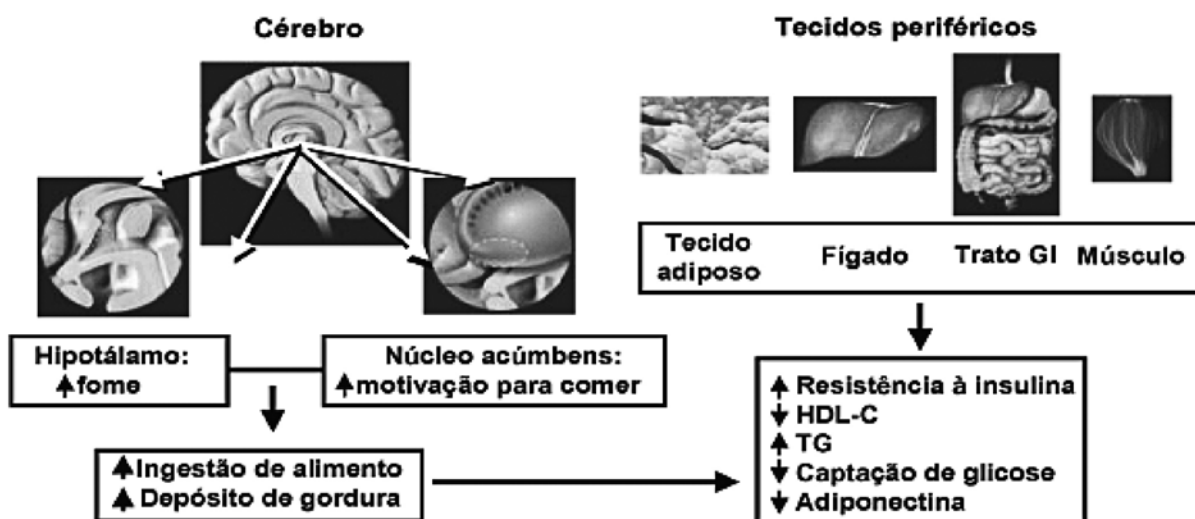 Cérebro
Tecidos periféricos
Tecido
adiposo
Fígado
Trato GI
Músculo
Hipotálamo:
fome
Núcleo acúmbens:
motivação para comer
Ingestão de alimento
Depósito de gordura
Resistência à insulina
HDL-C
TG
Captação de glicose
Adiponectina